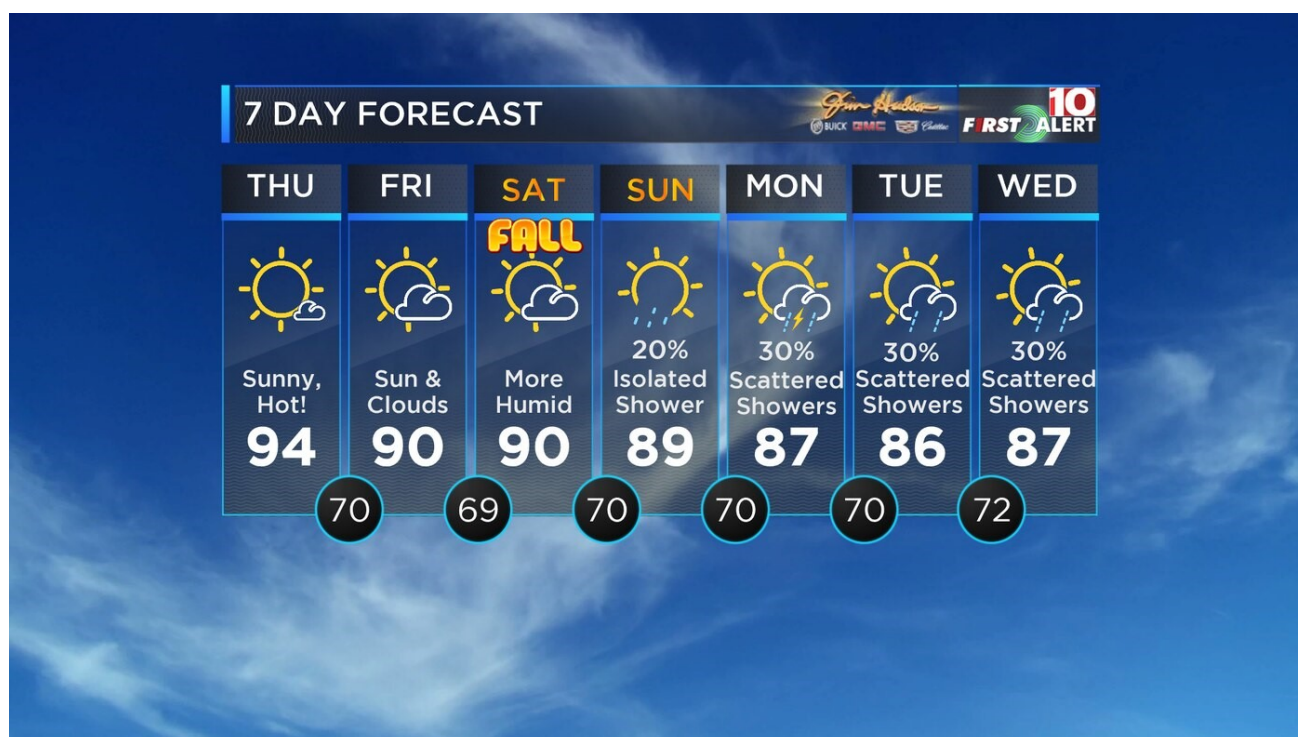 7 DAY FORECAST
Jim Hudson
BUICK GMC Cadillac
10
FIRST ALERT
THU FRI SAT SUN MON TUE WED
FALL
20% 30% 30% 30%
Sunny, Sun & More Isolated Scattered Scattered Scattered
Hot! Clouds Humid Shower Showers Showers Showers
94 90 90 89 87 86 87
70 69 70 70 70 72